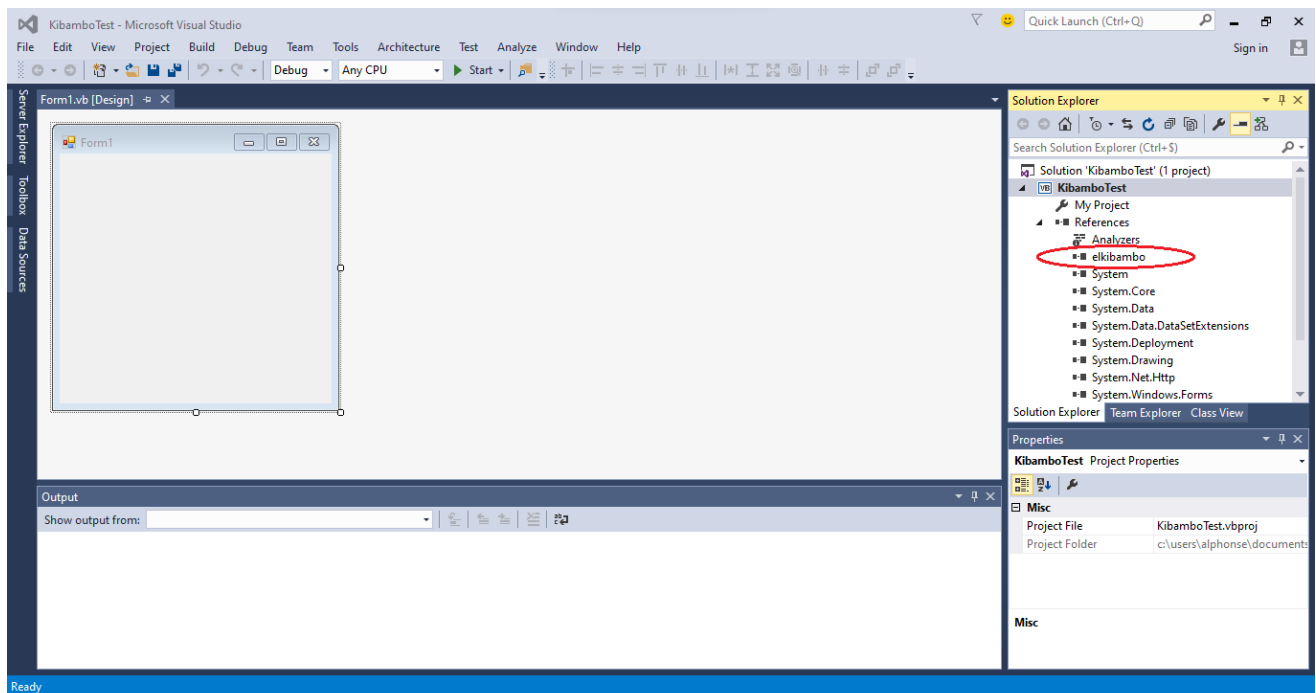 KibamboTest - Microsoft Visual Studio
Quick Launch (Ctrl+Q)
File Edit View Project Build Debug Team Tools Architecture Test Analyze Window Help
Sign in
Debug Any CPU Start
Server Explorer
Toolbox
Data Sources
Form1.vb [Design]
Form1
Solution Explorer
Search Solution Explorer (Ctrl+$)
Solution 'KibamboTest' (1 project)
VB KibamboTest
My Project
References
Analyzers
elkibambo
System
System.Core
System.Data
System.Data.DataSetExtensions
System.Deployment
System.Drawing
System.Net.Http
System.Windows.Forms
Solution Explorer Team Explorer Class View
Properties
KibamboTest Project Properties
Misc
Project File KibamboTest.vbproj
Project Folder c:\users\alphonse\documents
Misc
Output
Show output from:
Ready